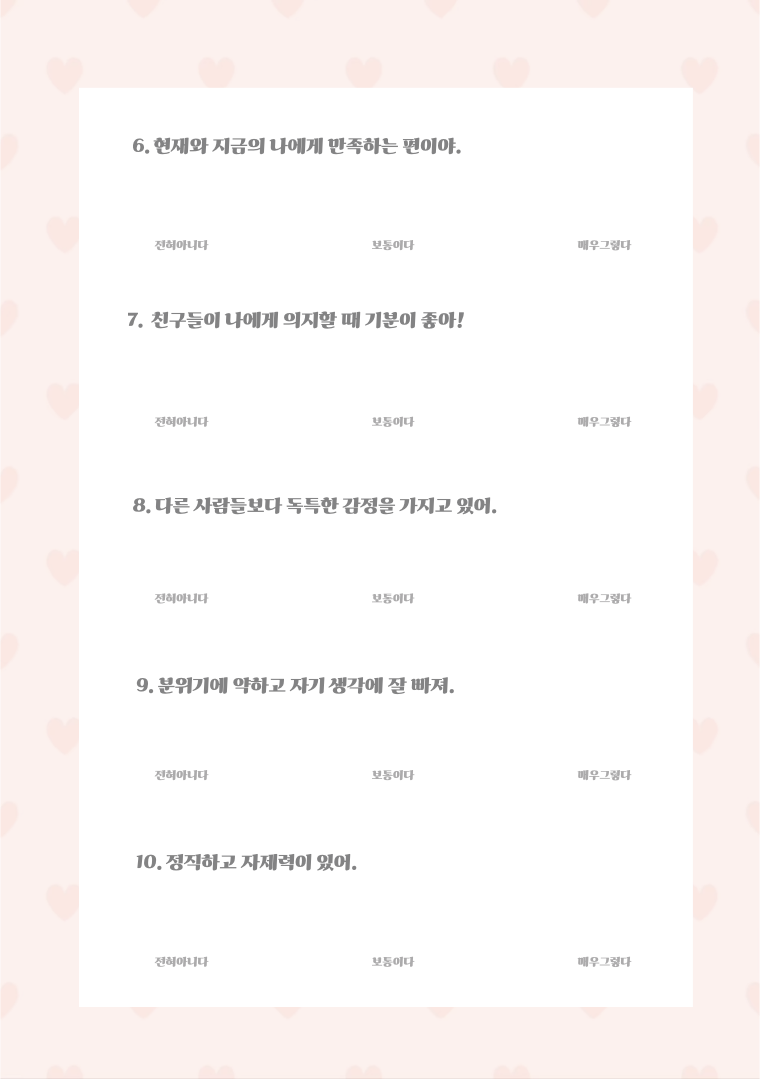 6. 현재와 지금의 나에게 만족하는 편이야.
전혀아니다 보통이다 매우그렇다
7. 친구들이 나에게 의지할 때 기분이 좋아!
전혀아니다 보통이다 매우그렇다
8. 다른 사람들보다 독특한 감정을 가지고 있어.
전혀아니다 보통이다 매우그렇다
9. 분위기에 약하고 자기 생각에 잘 빠져.
전혀아니다 보통이다 매우그렇다
10. 정직하고 자제력이 있어.
전혀아니다 보통이다 매우그렇다